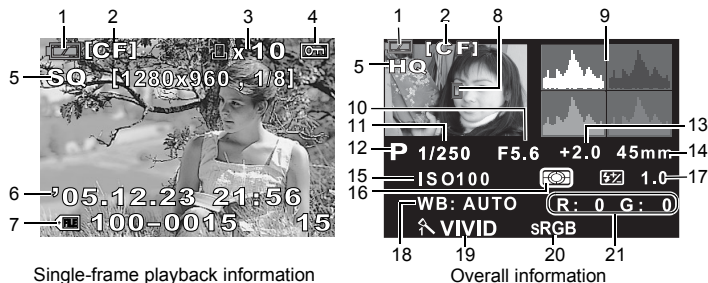 1 2 3 4
[CF] x10
5 SQ [1280x960 , 1/8]
6 '05.12.23 21:56
7 FILE 100-0015 15
Single-frame playback information
1 2 8 9
[CF]
5 HQ
10
11 13
12 P 1/250 F5.6 +2.0 45mm 14
15 ISO100 1.0 17
16
WB: AUTO R: 0 G: 0
VIVID sRGB
18 19 20 21
Overall information